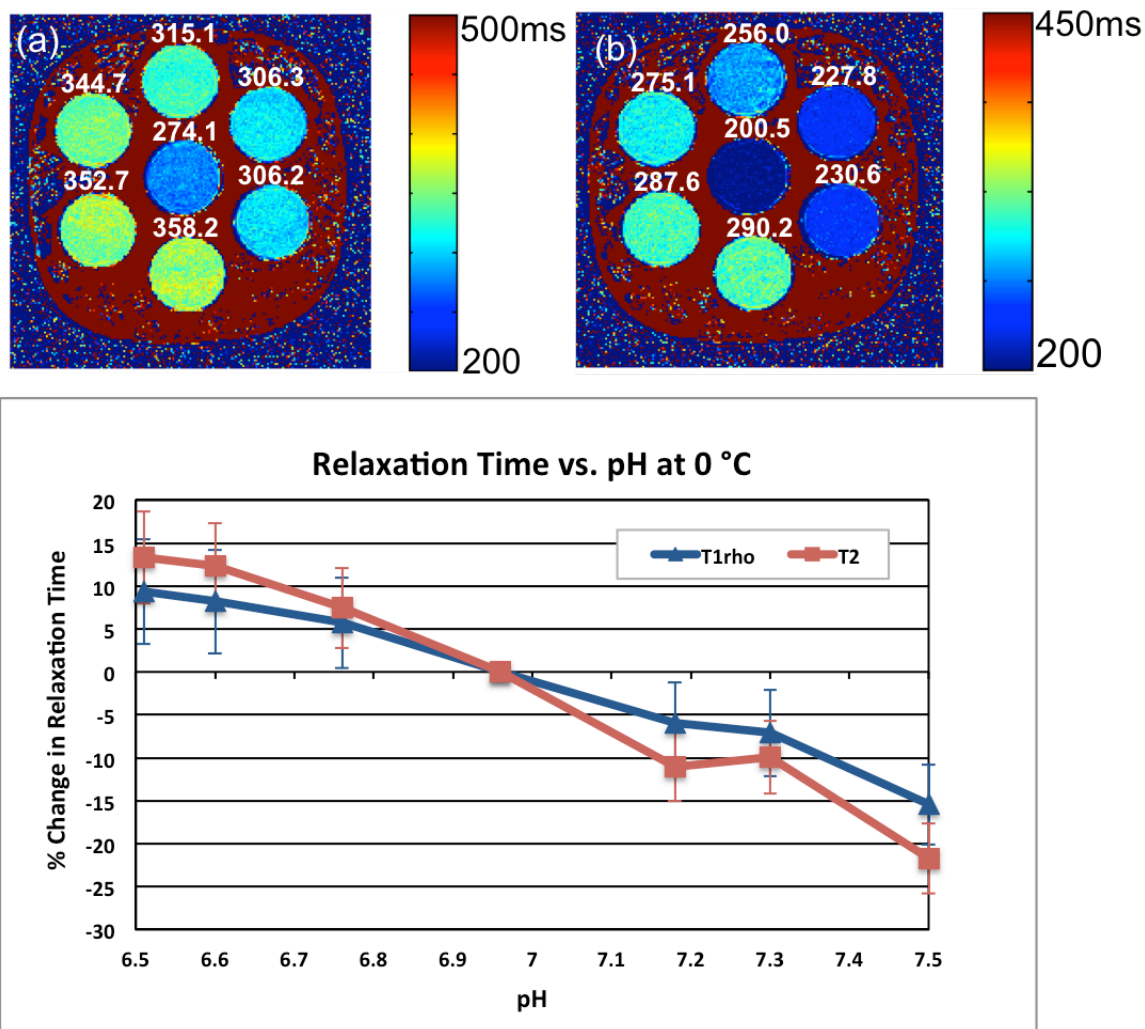 (a)
315.1
344.7
306.3
274.1
352.7
306.2
358.2
500ms
200
(b)
256.0
275.1
227.8
200.5
287.6
230.6
290.2
450ms
200
Relaxation Time vs. pH at 0 °C
% Change in Relaxation Time
20
15
10
5
0
-5
-10
-15
-20
-25
-30
T1rho
T2
6.5 6.6 6.7 6.8 6.9 7 7.1 7.2 7.3 7.4 7.5
pH